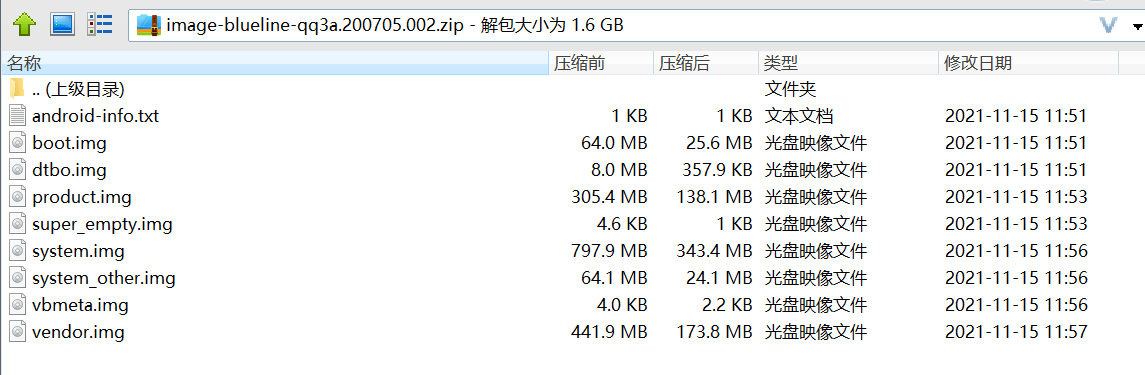 image-blueline-qq3a.200705.002.zip - 解包大小为 1.6 GB
名称 压缩前 压缩后 类型 修改日期
.. (上级目录) 文件夹
android-info.txt 1 KB 1 KB 文本文档 2021-11-15 11:51
boot.img 64.0 MB 25.6 MB 光盘映像文件 2021-11-15 11:51
dtbo.img 8.0 MB 357.9 KB 光盘映像文件 2021-11-15 11:51
product.img 305.4 MB 138.1 MB 光盘映像文件 2021-11-15 11:53
super_empty.img 4.6 KB 1 KB 光盘映像文件 2021-11-15 11:53
system.img 797.9 MB 343.4 MB 光盘映像文件 2021-11-15 11:56
system_other.img 64.1 MB 24.1 MB 光盘映像文件 2021-11-15 11:56
vbmeta.img 4.0 KB 2.2 KB 光盘映像文件 2021-11-15 11:56
vendor.img 441.9 MB 173.8 MB 光盘映像文件 2021-11-15 11:57